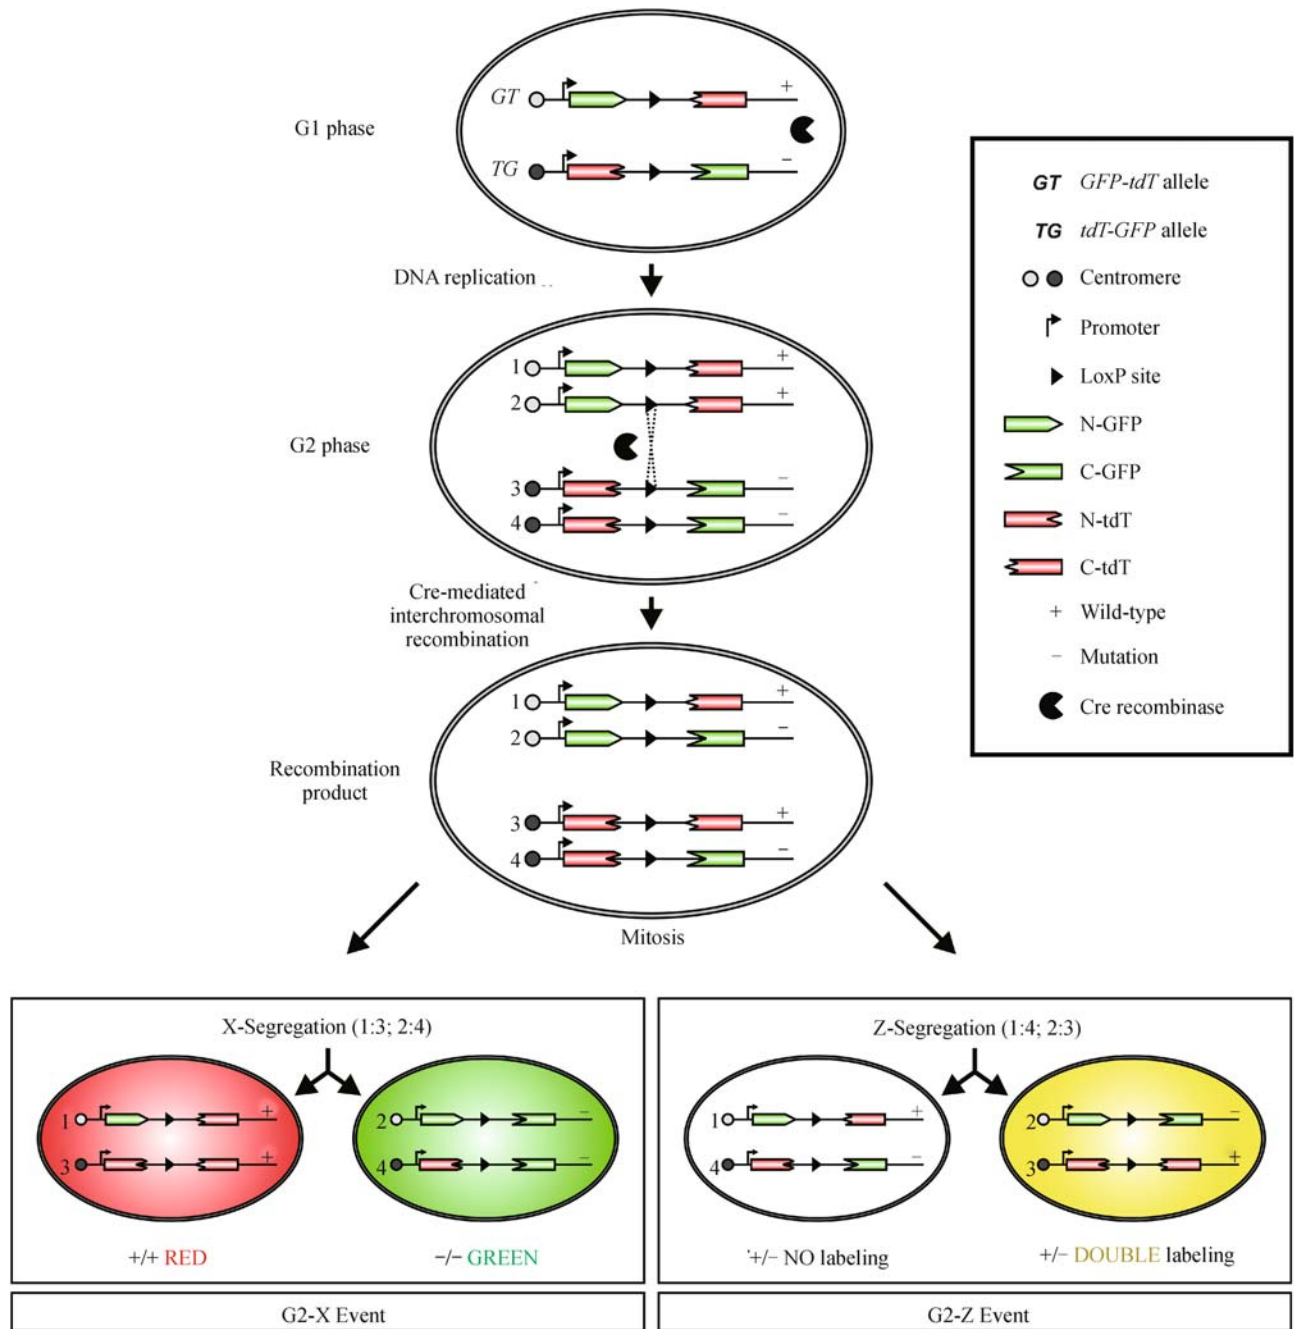 GT
+
G1 phase
TG
−
DNA replication
1
+
2
+
G2 phase
3
−
4
−
Cre-mediated
interchromosomal
recombination
1
+
2
−
Recombination
product
3
+
4
−
Mitosis
GT GFP-tdT allele
TG tdT-GFP allele
Centromere
Promoter
LoxP site
N-GFP
C-GFP
N-tdT
C-tdT
+ Wild-type
− Mutation
Cre recombinase
X-Segregation (1:3; 2:4)
1
+
3
+
2
−
4
−
+/+ RED
−/− GREEN
G2-X Event
Z-Segregation (1:4; 2:3)
1
+
4
−
2
−
3
+
+/− NO labeling
+/− DOUBLE labeling
G2-Z Event